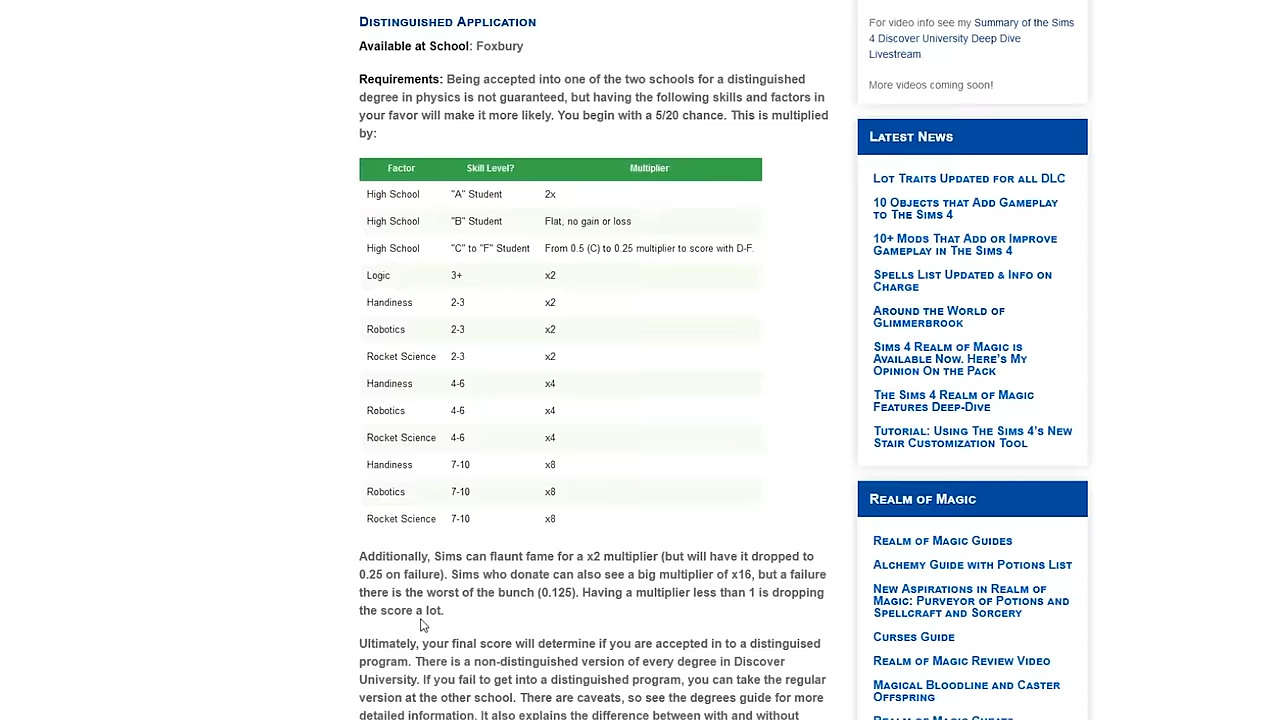 DISTINGUISHED APPLICATION
Available at School: Foxbury
Requirements: Being accepted into one of the two schools for a distinguished
degree in physics is not guaranteed, but having the following skills and factors in
your favor will make it more likely. You begin with a 5/20 chance. This is multiplied
by:
Factor Skill Level? Multiplier
High School "A" Student 2x
High School "B" Student Flat, no gain or loss
High School "C" to "F" Student From 0.5 (C) to 0.25 multiplier to score with D-F.
Logic 3+ x2
Handiness 2-3 x2
Robotics 2-3 x2
Rocket Science 2-3 x2
Handiness 4-6 x4
Robotics 4-6 x4
Rocket Science 4-6 x4
Handiness 7-10 x8
Robotics 7-10 x8
Rocket Science 7-10 x8
Additionally, Sims can flaunt fame for a x2 multiplier (but will have it dropped to
0.25 on failure). Sims who donate can also see a big multiplier of x16, but a failure
there is the worst of the bunch (0.125). Having a multiplier less than 1 is dropping
the score a lot.
Ultimately, your final score will determine if you are accepted in to a distinguised
program. There is a non-distinguished version of every degree in Discover
University. If you fail to get into a distinguished program, you can take the regular
version at the other school. There are caveats, so see the degrees guide for more
detailed information. It also explains the difference between with and without
For video info see my Summary of the Sims
4 Discover University Deep Dive
Livestream
More videos coming soon!
LATEST NEWS
LOT TRAITS UPDATED FOR ALL DLC
10 OBJECTS THAT ADD GAMEPLAY
TO THE SIMS 4
10+ MODS THAT ADD OR IMPROVE
GAMEPLAY IN THE SIMS 4
SPELLS LIST UPDATED & INFO ON
CHARGE
AROUND THE WORLD OF
GLIMMERBROOK
SIMS 4 REALM OF MAGIC IS
AVAILABLE NOW. HERE'S MY
OPINION ON THE PACK
THE SIMS 4 REALM OF MAGIC
FEATURES DEEP-DIVE
TUTORIAL: USING THE SIMS 4'S NEW
STAIR CUSTOMIZATION TOOL
REALM OF MAGIC
REALM OF MAGIC GUIDES
ALCHEMY GUIDE WITH POTIONS LIST
NEW ASPIRATIONS IN REALM OF
MAGIC: PURVEYOR OF POTIONS AND
SPELLCRAFT AND SORCERY
CURSES GUIDE
REALM OF MAGIC REVIEW VIDEO
MAGICAL BLOODLINE AND CASTER
OFFSPRING
REALM OF MAGIC CHEATS